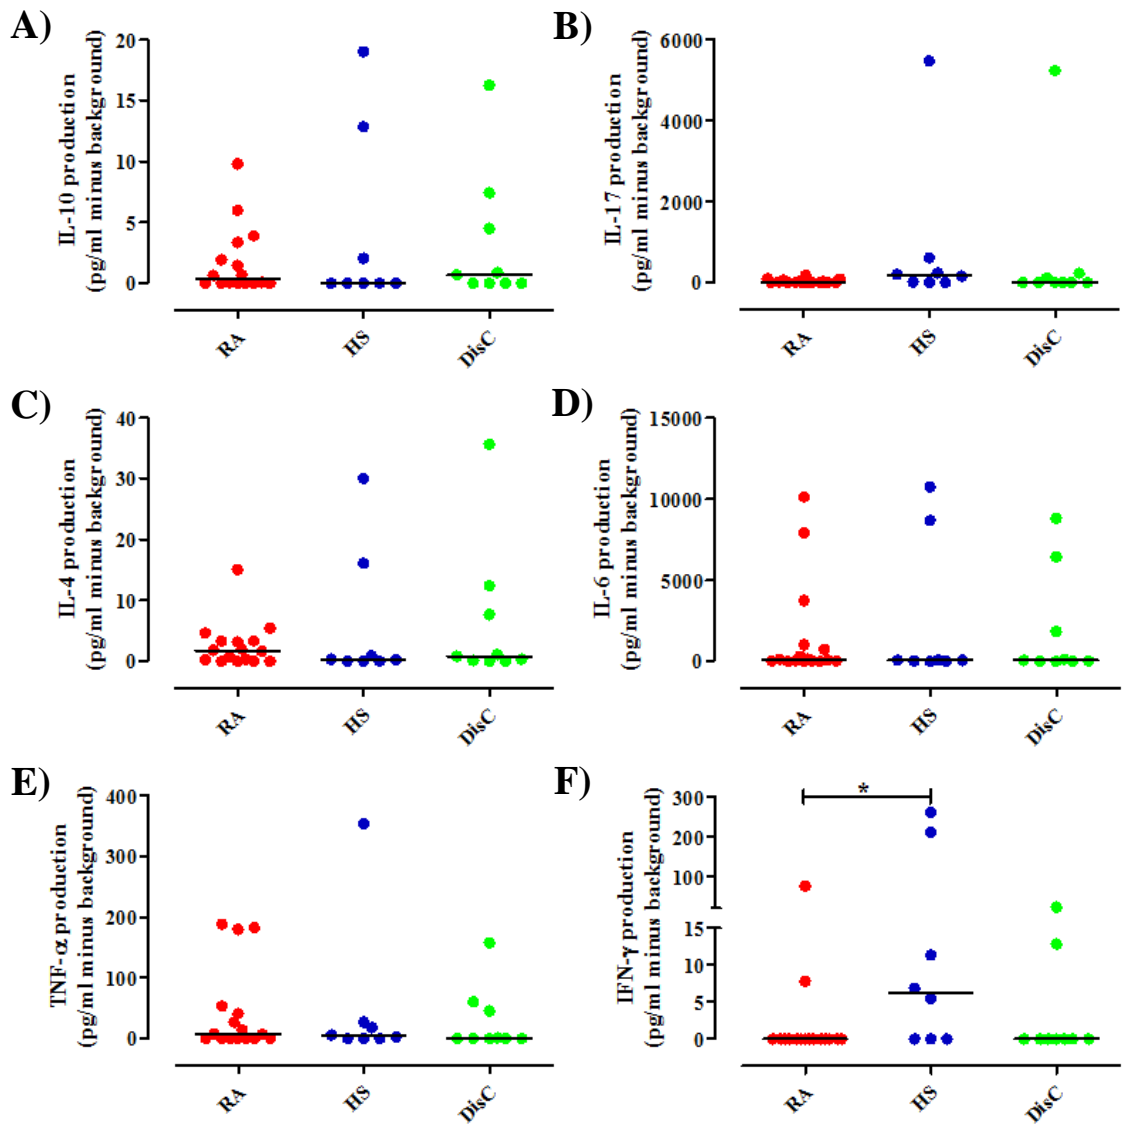 A)
IL-10 production
(pg/ml minus background)
20
15
10
5
0
RA
HS
DisC
B)
IL-17 production
(pg/ml minus background)
6000
4000
2000
0
RA
HS
DisC
C)
IL-4 production
(pg/ml minus background)
40
30
20
10
0
RA
HS
DisC
D)
IL-6 production
(pg/ml minus background)
15000
10000
5000
0
RA
HS
DisC
E)
TNF-α production
(pg/ml minus background)
400
300
200
100
0
RA
HS
DisC
F)
IFN-γ production
(pg/ml minus background)
300
200
100
15
10
5
0
*
RA
HS
DisC